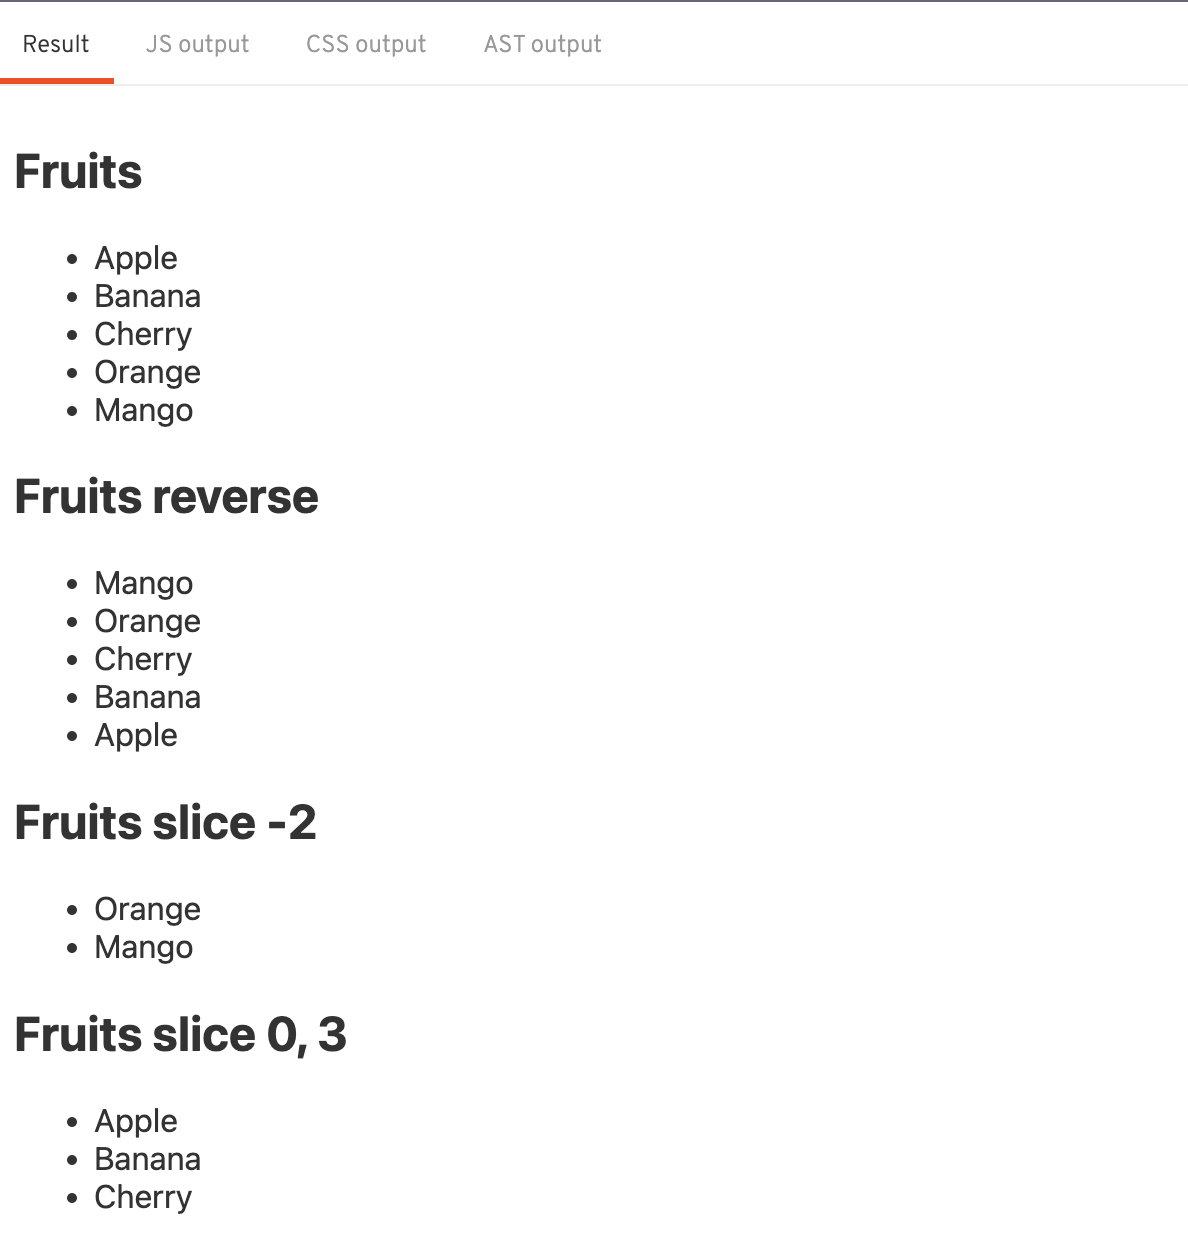 Result JS output CSS output AST output
Fruits
• Apple
• Banana
• Cherry
• Orange
• Mango
Fruits reverse
• Mango
• Orange
• Cherry
• Banana
• Apple
Fruits slice -2
• Orange
• Mango
Fruits slice 0, 3
• Apple
• Banana
• Cherry